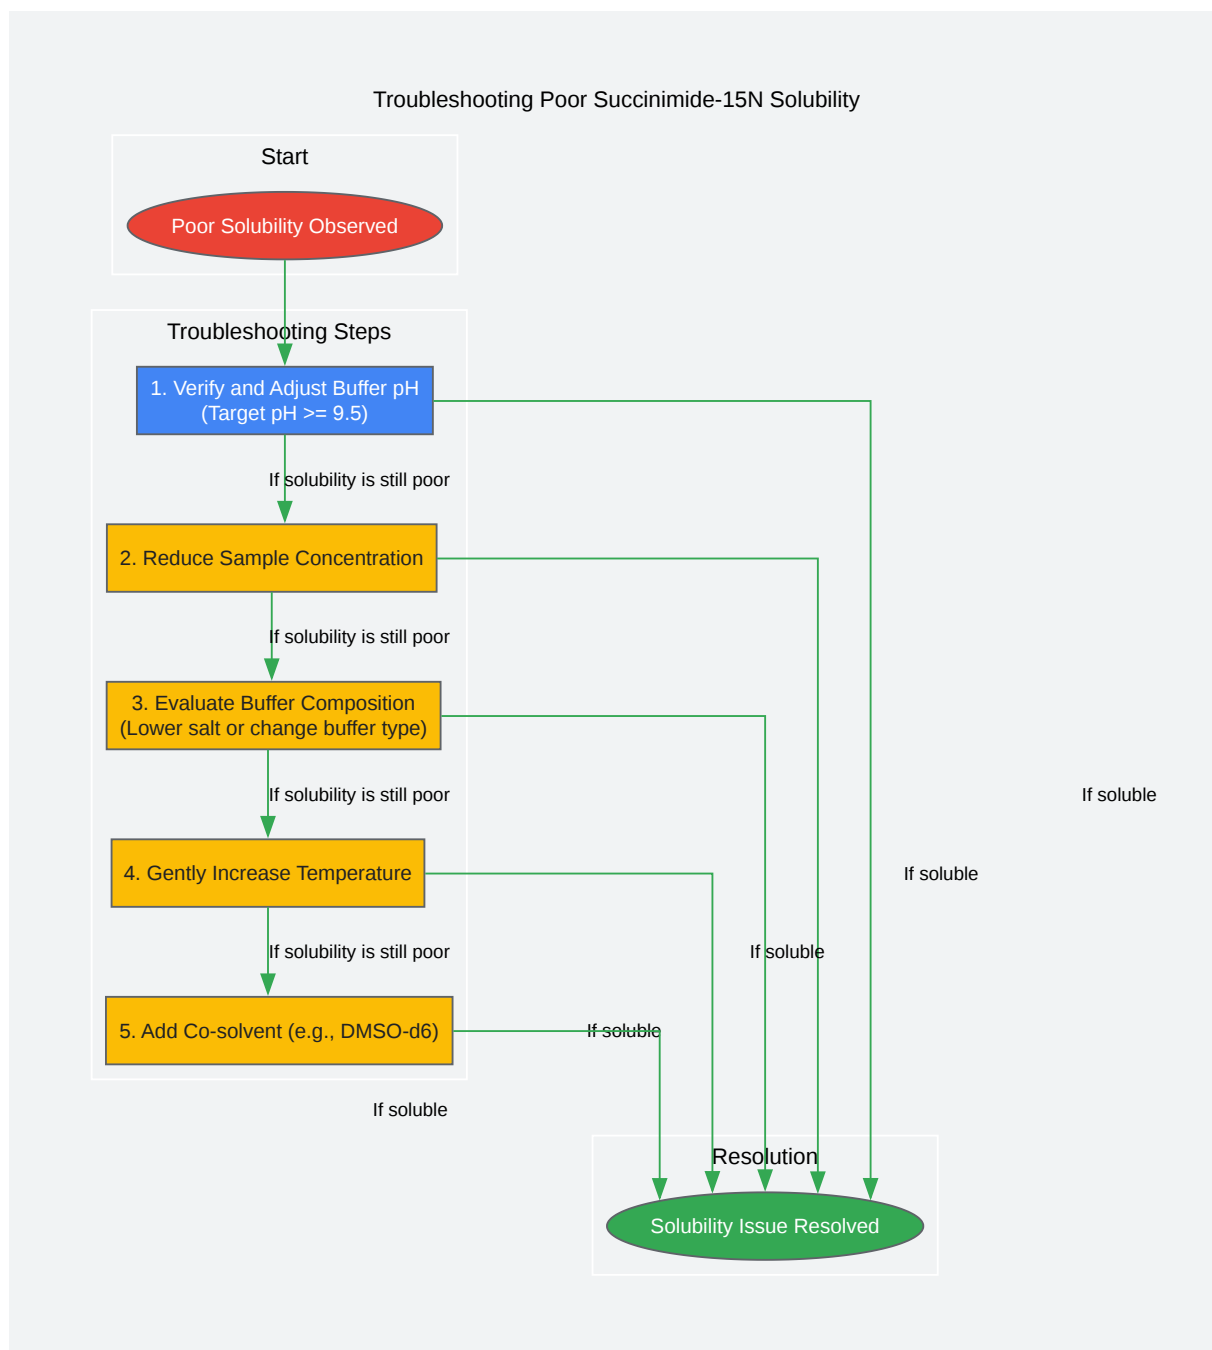 Troubleshooting Poor Succinimide-15N Solubility
Start
Poor Solubility Observed
Troubleshooting Steps
1. Verify and Adjust Buffer pH
(Target pH >= 9.5)
If solubility is still poor
2. Reduce Sample Concentration
If solubility is still poor
3. Evaluate Buffer Composition
(Lower salt or change buffer type)
If solubility is still poor
If soluble
4. Gently Increase Temperature
If soluble
If solubility is still poor
If soluble
5. Add Co-solvent (e.g., DMSO-d6)
If soluble
If soluble
Resolution
Solubility Issue Resolved